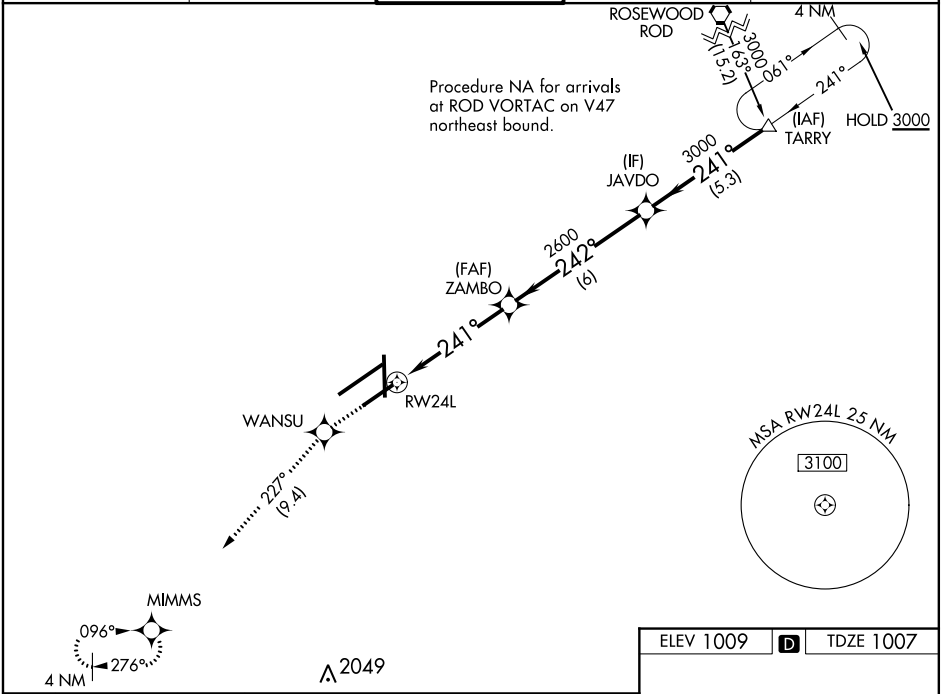 ROSEWOOD
ROD
4 NM
3000
163°
(15.2)
061°
241°
Procedure NA for arrivals
at ROD VORTAC on V47
northeast bound.
(IAF)
TARRY
HOLD 3000
3000
241°
(5.3)
(IF)
JAVDO
2600
242°
(6)
(FAF)
ZAMBO
241°
RW24L
WANSU
227°
(9.4)
MSA RW24L 25 NM
3100
MIMMS
096°
276°
4 NM
2049
ELEV 1009 D TDZE 1007